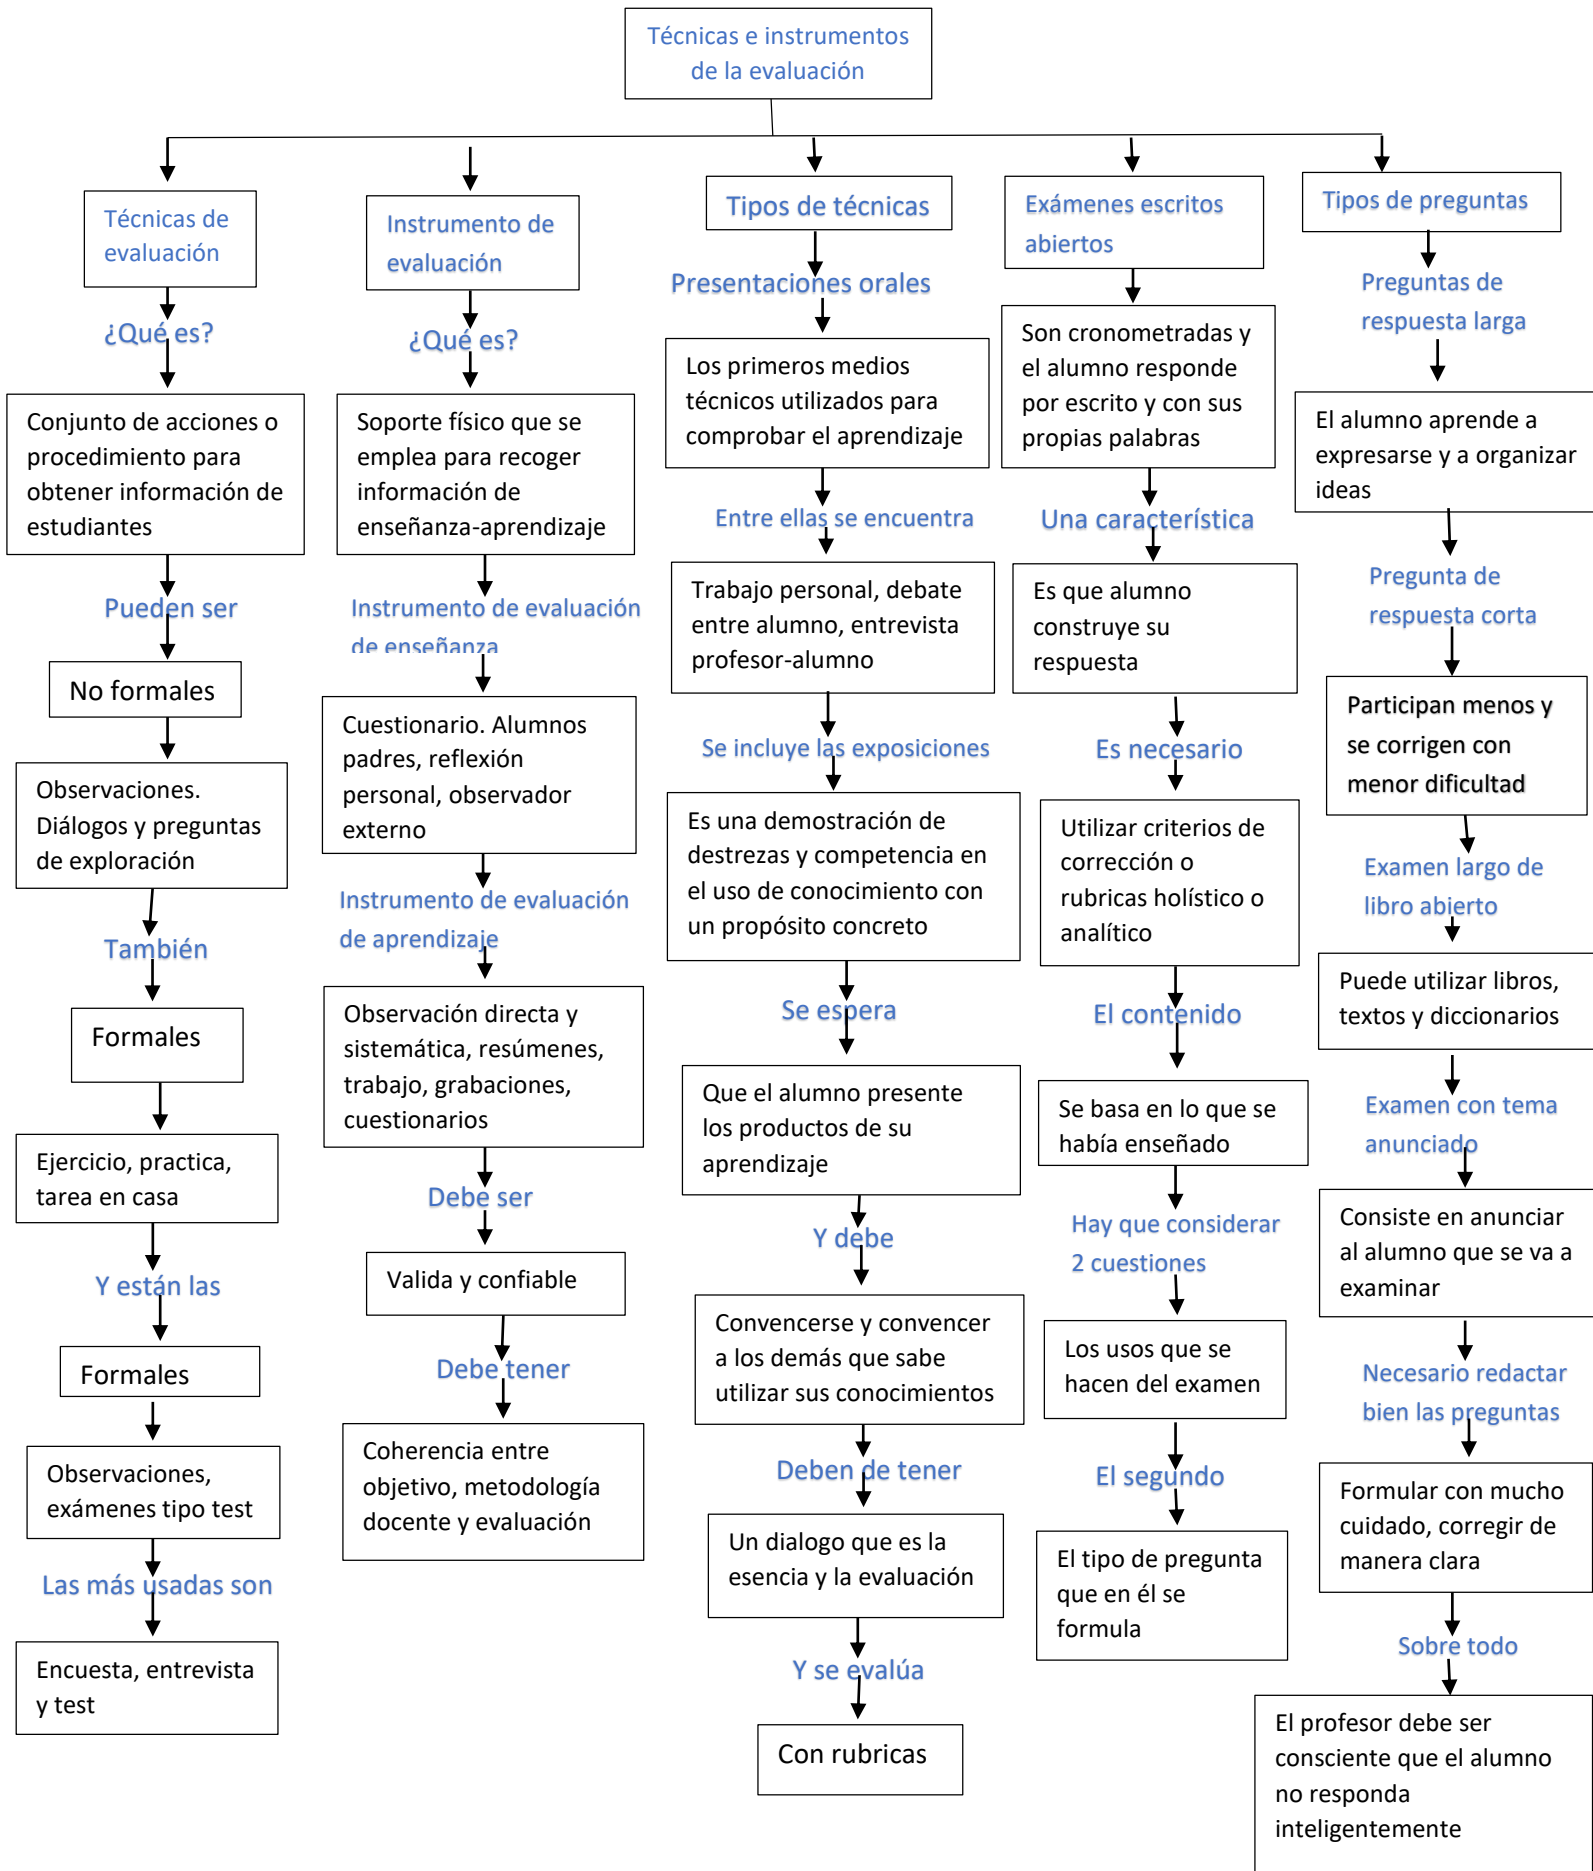 Técnicas e instrumentos
de la evaluación
Técnicas de
evaluación
¿Qué es?
Conjunto de acciones o
procedimiento para
obtener información de
estudiantes
Pueden ser
No formales
Observaciones.
Diálogos y preguntas
de exploración
También
Formales
Ejercicio, practica,
tarea en casa
Y están las
Formales
Observaciones,
exámenes tipo test
Las más usadas son
Encuesta, entrevista
y test
Instrumento de
evaluación
¿Qué es?
Soporte físico que se
emplea para recoger
información de
enseñanza-aprendizaje
Instrumento de evaluación
de enseñanza
Cuestionario. Alumnos
padres, reflexión
personal, observador
externo
Instrumento de evaluación
de aprendizaje
Observación directa y
sistemática, resúmenes,
trabajo, grabaciones,
cuestionarios
Debe ser
Valida y confiable
Debe tener
Coherencia entre
objetivo, metodología
docente y evaluación
Tipos de técnicas
Presentaciones orales
Los primeros medios
técnicos utilizados para
comprobar el aprendizaje
Entre ellas se encuentra
Trabajo personal, debate
entre alumno, entrevista
profesor-alumno
Se incluye las exposiciones
Es una demostración de
destrezas y competencia en
el uso de conocimiento con
un propósito concreto
Se espera
Que el alumno presente
los productos de su
aprendizaje
Y debe
Convencerse y convencer
a los demás que sabe
utilizar sus conocimientos
Deben de tener
Un dialogo que es la
esencia y la evaluación
Y se evalúa
Con rubricas
Exámenes escritos
abiertos
Son cronometradas y
el alumno responde
por escrito y con sus
propias palabras
Una característica
Es que alumno
construye su
respuesta
Es necesario
Utilizar criterios de
corrección o
rubricas holístico o
analítico
El contenido
Se basa en lo que se
había enseñado
Hay que considerar
2 cuestiones
Los usos que se
hacen del examen
El segundo
El tipo de pregunta
que en él se
formula
Tipos de preguntas
Preguntas de
respuesta larga
El alumno aprende a
expresarse y a organizar
ideas
Pregunta de
respuesta corta
Participan menos y
se corrigen con
menor dificultad
Examen largo de
libro abierto
Puede utilizar libros,
textos y diccionarios
Examen con tema
anunciado
Consiste en anunciar
al alumno que se va a
examinar
Necesario redactar
bien las preguntas
Formular con mucho
cuidado, corregir de
manera clara
Sobre todo
El profesor debe ser
consciente que el alumno
no responda
inteligentemente